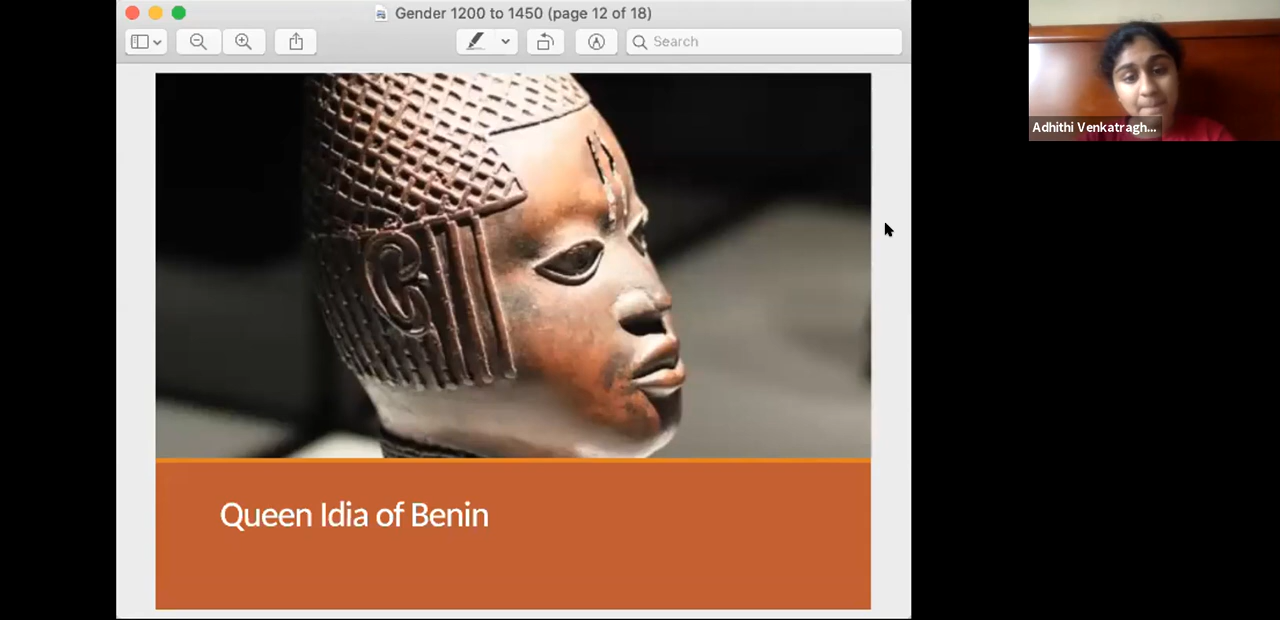 Gender 1200 to 1450 (page 12 of 18)
Search
Adhithi Venkatragh...
Queen Idia of Benin